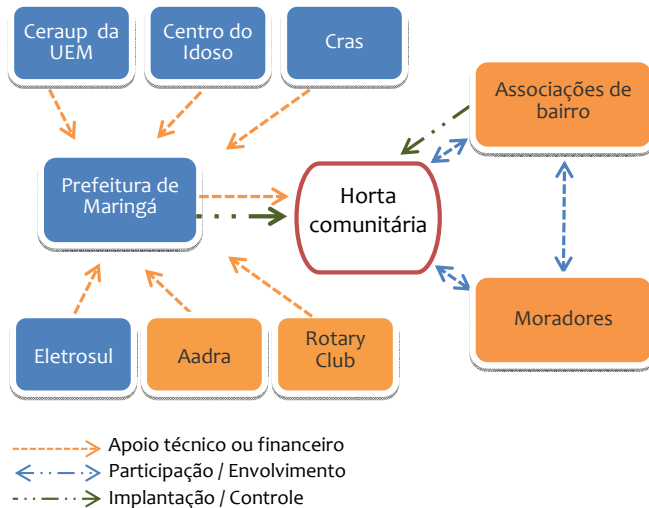 Ceraup da
UEM
Centro do
Idoso
Cras
Associações de
bairro
Prefeitura de
Maringá
Horta
comunitária
Moradores
Eletrosul
Aadra
Rotary
Club
Apoio técnico ou financeiro
Participação / Envolvimento
Implantação / Controle